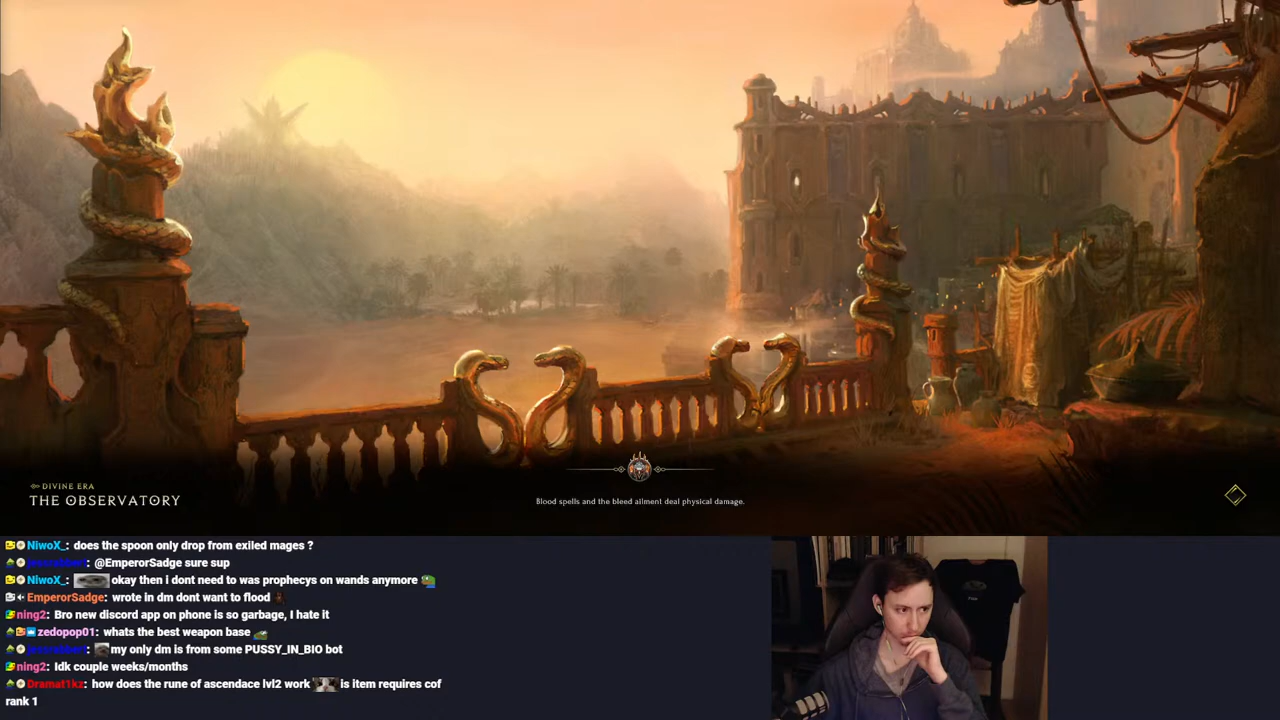 DIVINE ERA
THE OBSERVATORY
Blood spells and the bleed ailment deal physical damage.
NiwoX_: does the spoon only drop from exiled mages ?
@EmperorSadge sure sup
NiwoX_: okay then i dont need to was prophecys on wands anymore
EmperorSadge: wrote in dm dont want to flood
ning2: Bro new discord app on phone is so garbage, I hate it
zedopop01: whats the best weapon base
my only dm is from some PUSSY_IN_BIO bot
ning2: Idk couple weeks/months
Dramat1kz: how does the rune of ascendace lvl2 work is item requires cof
rank 1